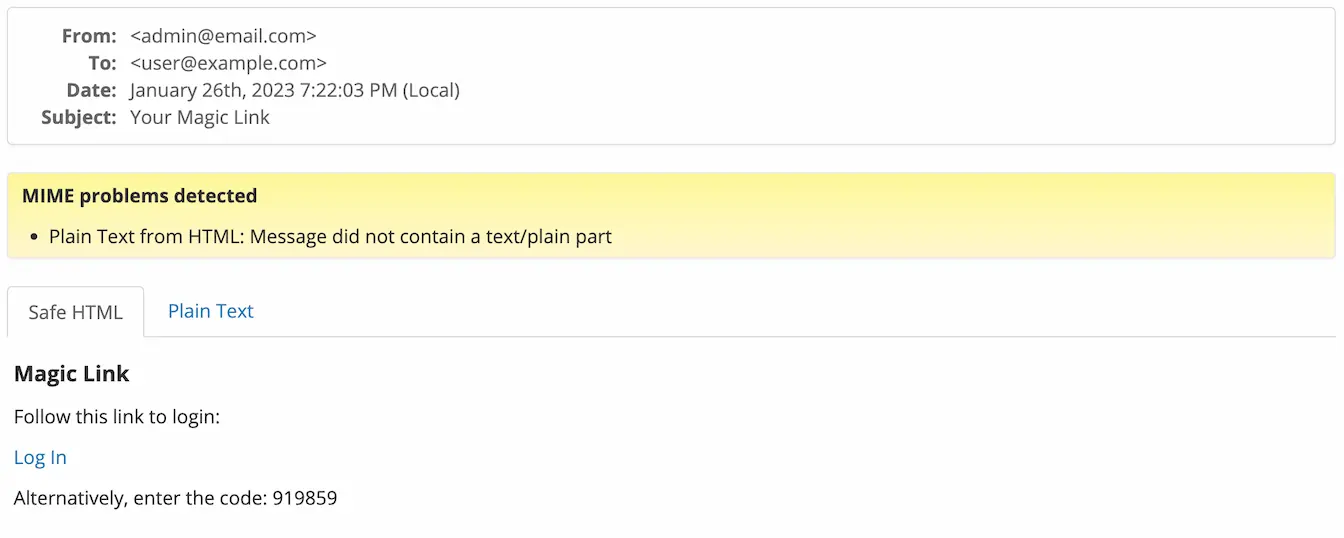 From: <admin@email.com>
To: <user@example.com>
Date: January 26th, 2023 7:22:03 PM (Local)
Subject: Your Magic Link
MIME problems detected
• Plain Text from HTML: Message did not contain a text/plain part
Safe HTML Plain Text
Magic Link
Follow this link to login:
Log In
Alternatively, enter the code: 919859